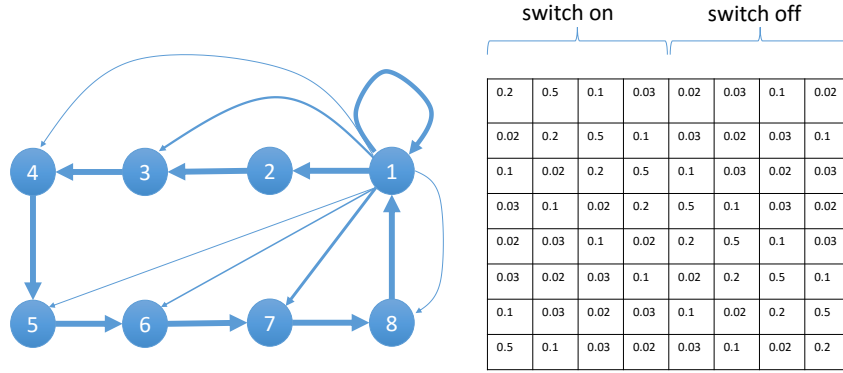 switch on switch off
4 3 2 1
5 6 7 8
0.2 0.5 0.1 0.03 0.02 0.03 0.1 0.02
0.02 0.2 0.5 0.1 0.03 0.02 0.03 0.1
0.1 0.02 0.2 0.5 0.1 0.03 0.02 0.03
0.03 0.1 0.02 0.2 0.5 0.1 0.03 0.02
0.02 0.03 0.1 0.02 0.2 0.5 0.1 0.03
0.03 0.02 0.03 0.1 0.02 0.2 0.5 0.1
0.1 0.03 0.02 0.03 0.1 0.02 0.2 0.5
0.5 0.1 0.03 0.02 0.03 0.1 0.02 0.2